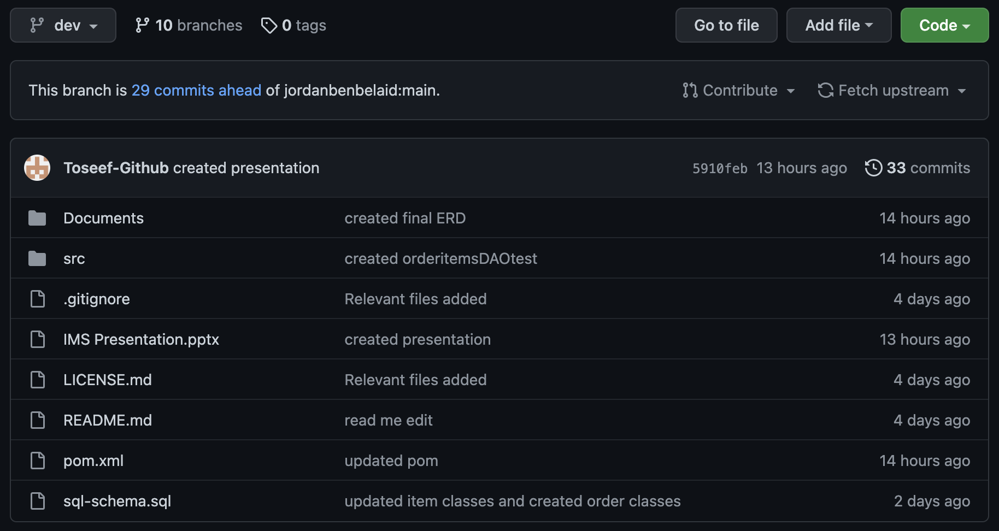 dev 10 branches 0 tags Go to file Add file Code
This branch is 29 commits ahead of jordanbenbelaid:main. Contribute Fetch upstream
Toseef-Github created presentation 5910feb 13 hours ago 33 commits
Documents created final ERD 14 hours ago
src created orderitemsDAOtest 14 hours ago
.gitignore Relevant files added 4 days ago
IMS Presentation.pptx created presentation 13 hours ago
LICENSE.md Relevant files added 4 days ago
README.md read me edit 4 days ago
pom.xml updated pom 14 hours ago
sql-schema.sql updated item classes and created order classes 2 days ago